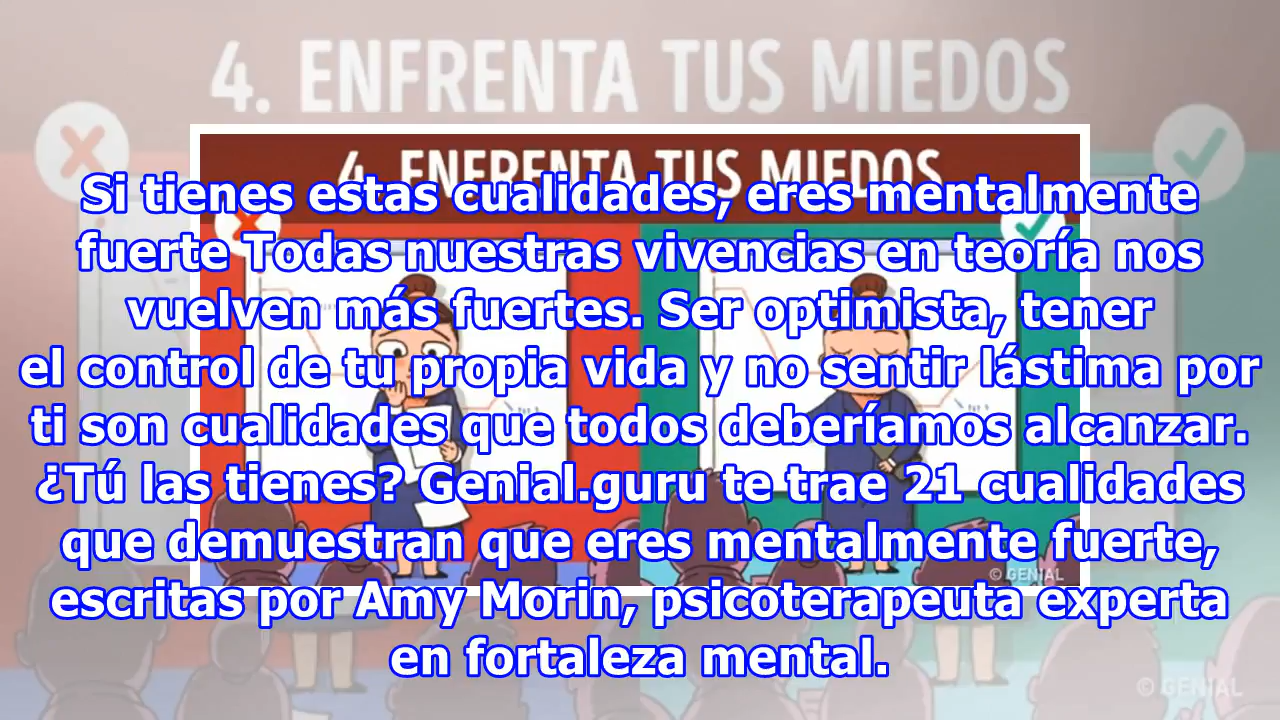 4. ENFRENTA TUS MIEDOS
4. ENFRENTA TUS MIEDOS
Si tienes estas cualidades, eres mentalmente
fuerte Todas nuestras vivencias en teoría nos
vuelven más fuertes. Ser optimista, tener
el control de tu propia vida y no sentir lástima por
ti son cualidades que todos deberíamos alcanzar.
¿Tú las tienes? Genial.guru te trae 21 cualidades
que demuestran que eres mentalmente fuerte,
escritas por Amy Morin, psicoterapeuta experta
en fortaleza mental.
© GENIAL
© GENIAL